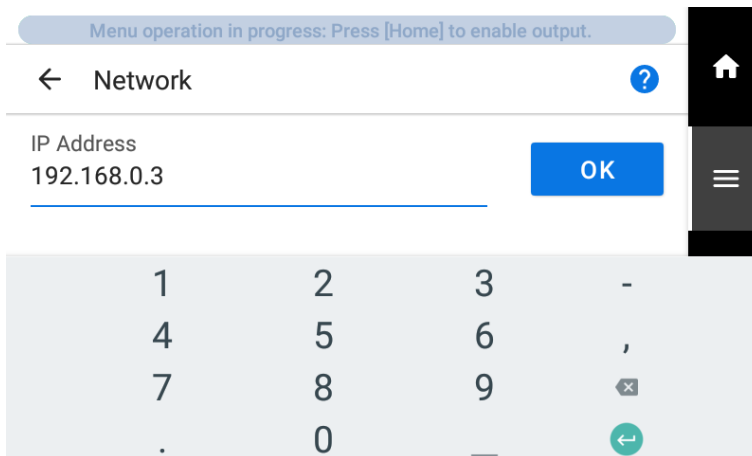 Menu operation in progress: Press [Home] to enable output.
Network
?
IP Address
192.168.0.3
OK
1 2 3 -
4 5 6 ,
7 8 9
. 0 _